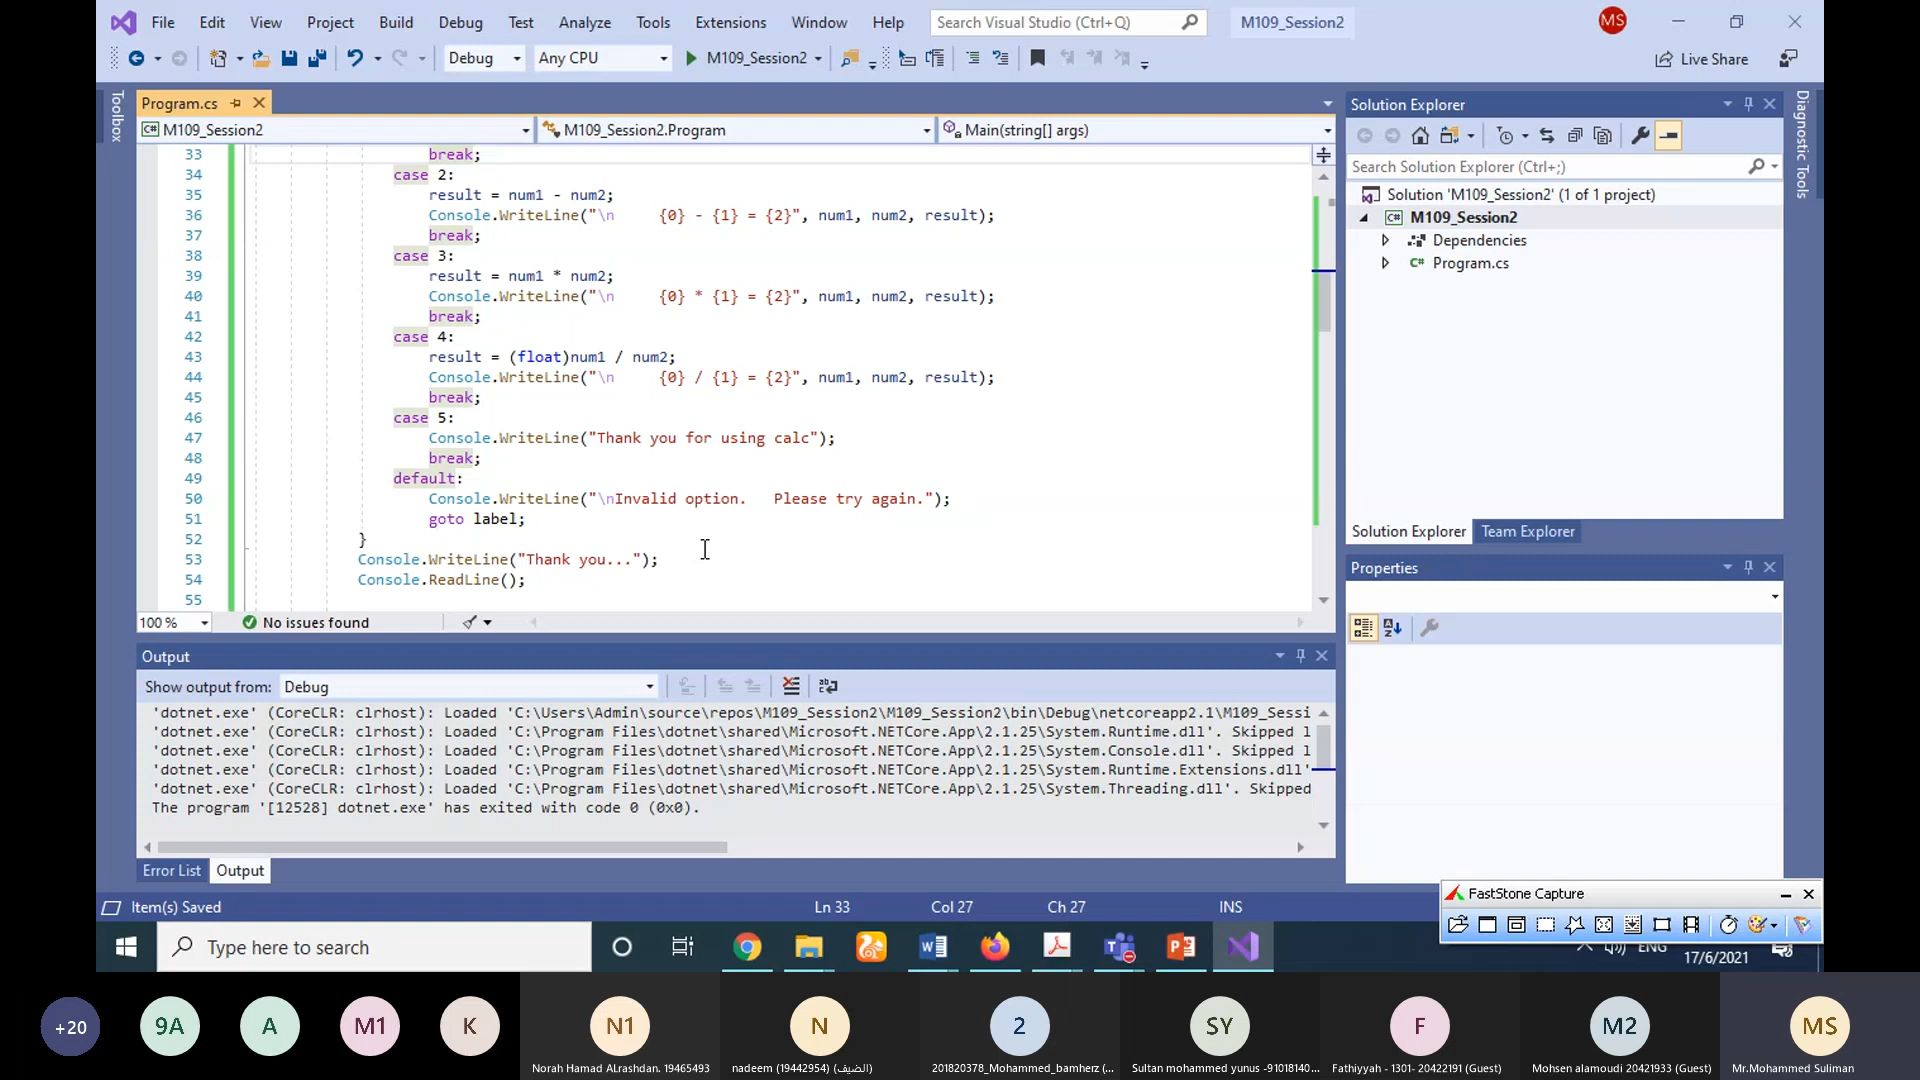 File Edit View Project Build Debug Test Analyze Tools Extensions Window Help Search Visual Studio (Ctrl+Q) M109_Session2 MS
Debug Any CPU M109_Session2 Live Share
Toolbox
Program.cs
M109_Session2 M109_Session2.Program Main(string[] args)
33 break;
34 case 2:
35 result = num1 - num2;
36 Console.WriteLine("\n {0} - {1} = {2}", num1, num2, result);
37 break;
38 case 3:
39 result = num1 * num2;
40 Console.WriteLine("\n {0} * {1} = {2}", num1, num2, result);
41 break;
42 case 4:
43 result = (float)num1 / num2;
44 Console.WriteLine("\n {0} / {1} = {2}", num1, num2, result);
45 break;
46 case 5:
47 Console.WriteLine("Thank you for using calc");
48 break;
49 default:
50 Console.WriteLine("\nInvalid option. Please try again.");
51 goto label;
52 }
53 Console.WriteLine("Thank you...");
54 Console.ReadLine();
55
100 % No issues found
Output
Show output from: Debug
'dotnet.exe' (CoreCLR: clrhost): Loaded 'C:\Users\Admin\source\repos\M109_Session2\M109_Session2\bin\Debug\netcoreapp2.1\M109_Sessi
'dotnet.exe' (CoreCLR: clrhost): Loaded 'C:\Program Files\dotnet\shared\Microsoft.NETCore.App\2.1.25\System.Runtime.dll'. Skipped l
'dotnet.exe' (CoreCLR: clrhost): Loaded 'C:\Program Files\dotnet\shared\Microsoft.NETCore.App\2.1.25\System.Console.dll'. Skipped l
'dotnet.exe' (CoreCLR: clrhost): Loaded 'C:\Program Files\dotnet\shared\Microsoft.NETCore.App\2.1.25\System.Runtime.Extensions.dll'
'dotnet.exe' (CoreCLR: clrhost): Loaded 'C:\Program Files\dotnet\shared\Microsoft.NETCore.App\2.1.25\System.Threading.dll'. Skipped
The program '[12528] dotnet.exe' has exited with code 0 (0x0).
Error List Output
Solution Explorer
Search Solution Explorer (Ctrl+;)
Solution 'M109_Session2' (1 of 1 project)
M109_Session2
Dependencies
C# Program.cs
Solution Explorer Team Explorer
Properties
Diagnostic Tools
FastStone Capture
Item(s) Saved Ln 33 Col 27 Ch 27 INS
Type here to search
ENG
17/6/2021
+20 9A A M1 K N1 N 2 SY F M2 MS
Norah Hamad ALrashdan. 19465493
nadeem (19442954) (الضيف)
201820378_Mohammed_bamherz (...
Sultan mohammed yunus -91018140...
Fathiyyah - 1301- 20422191 (Guest)
Mohsen alamoudi 20421933 (Guest)
Mr.Mohammed Suliman